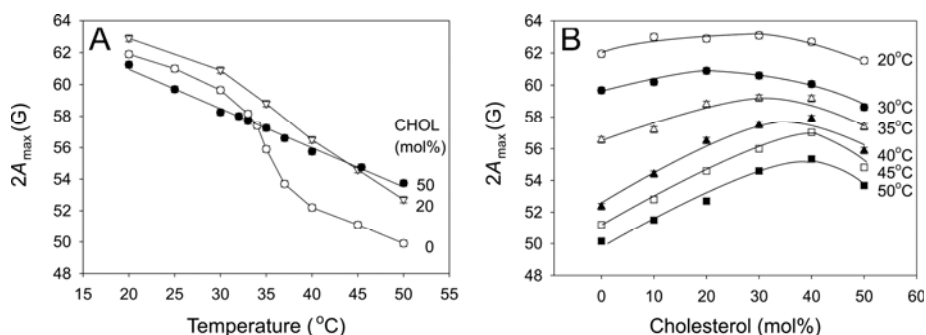 A
2Amax (G)
64
62
60
58
56
54
52
50
48
CHOL
(mol%)
50
20
0
15 20 25 30 35 40 45 50 55
Temperature (°C)
B
2Amax (G)
64
62
60
58
56
54
52
50
48
20°C
30°C
35°C
40°C
45°C
50°C
0 10 20 30 40 50 60
Cholesterol (mol%)